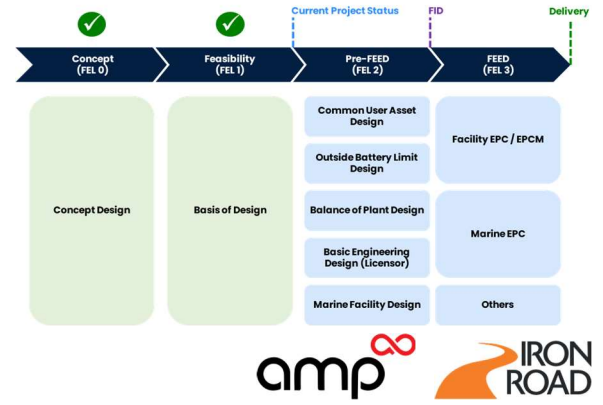 Current Project Status
FID
Delivery
Concept
(FEL 0)
Feasibility
(FEL 1)
Pre-FEED
(FEL 2)
FEED
(FEL 3)
Concept Design
Basis of Design
Common User Asset
Design
Outside Battery Limit
Design
Balance of Plant Design
Basic Engineering
Design (Licensor)
Marine Facility Design
Facility EPC / EPCM
Marine EPC
Others
amp
IRON
ROAD